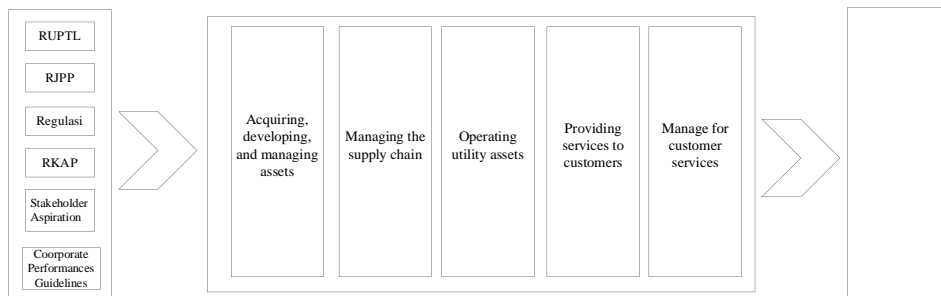 RUPTL
RJPP
Regulasi
RKAP
Stakeholder
Aspiration
Coorporate
Performances
Guidelines
Acquiring,
developing,
and managing
assets
Managing the
supply chain
Operating
utility assets
Providing
services to
customers
Manage for
customer
services